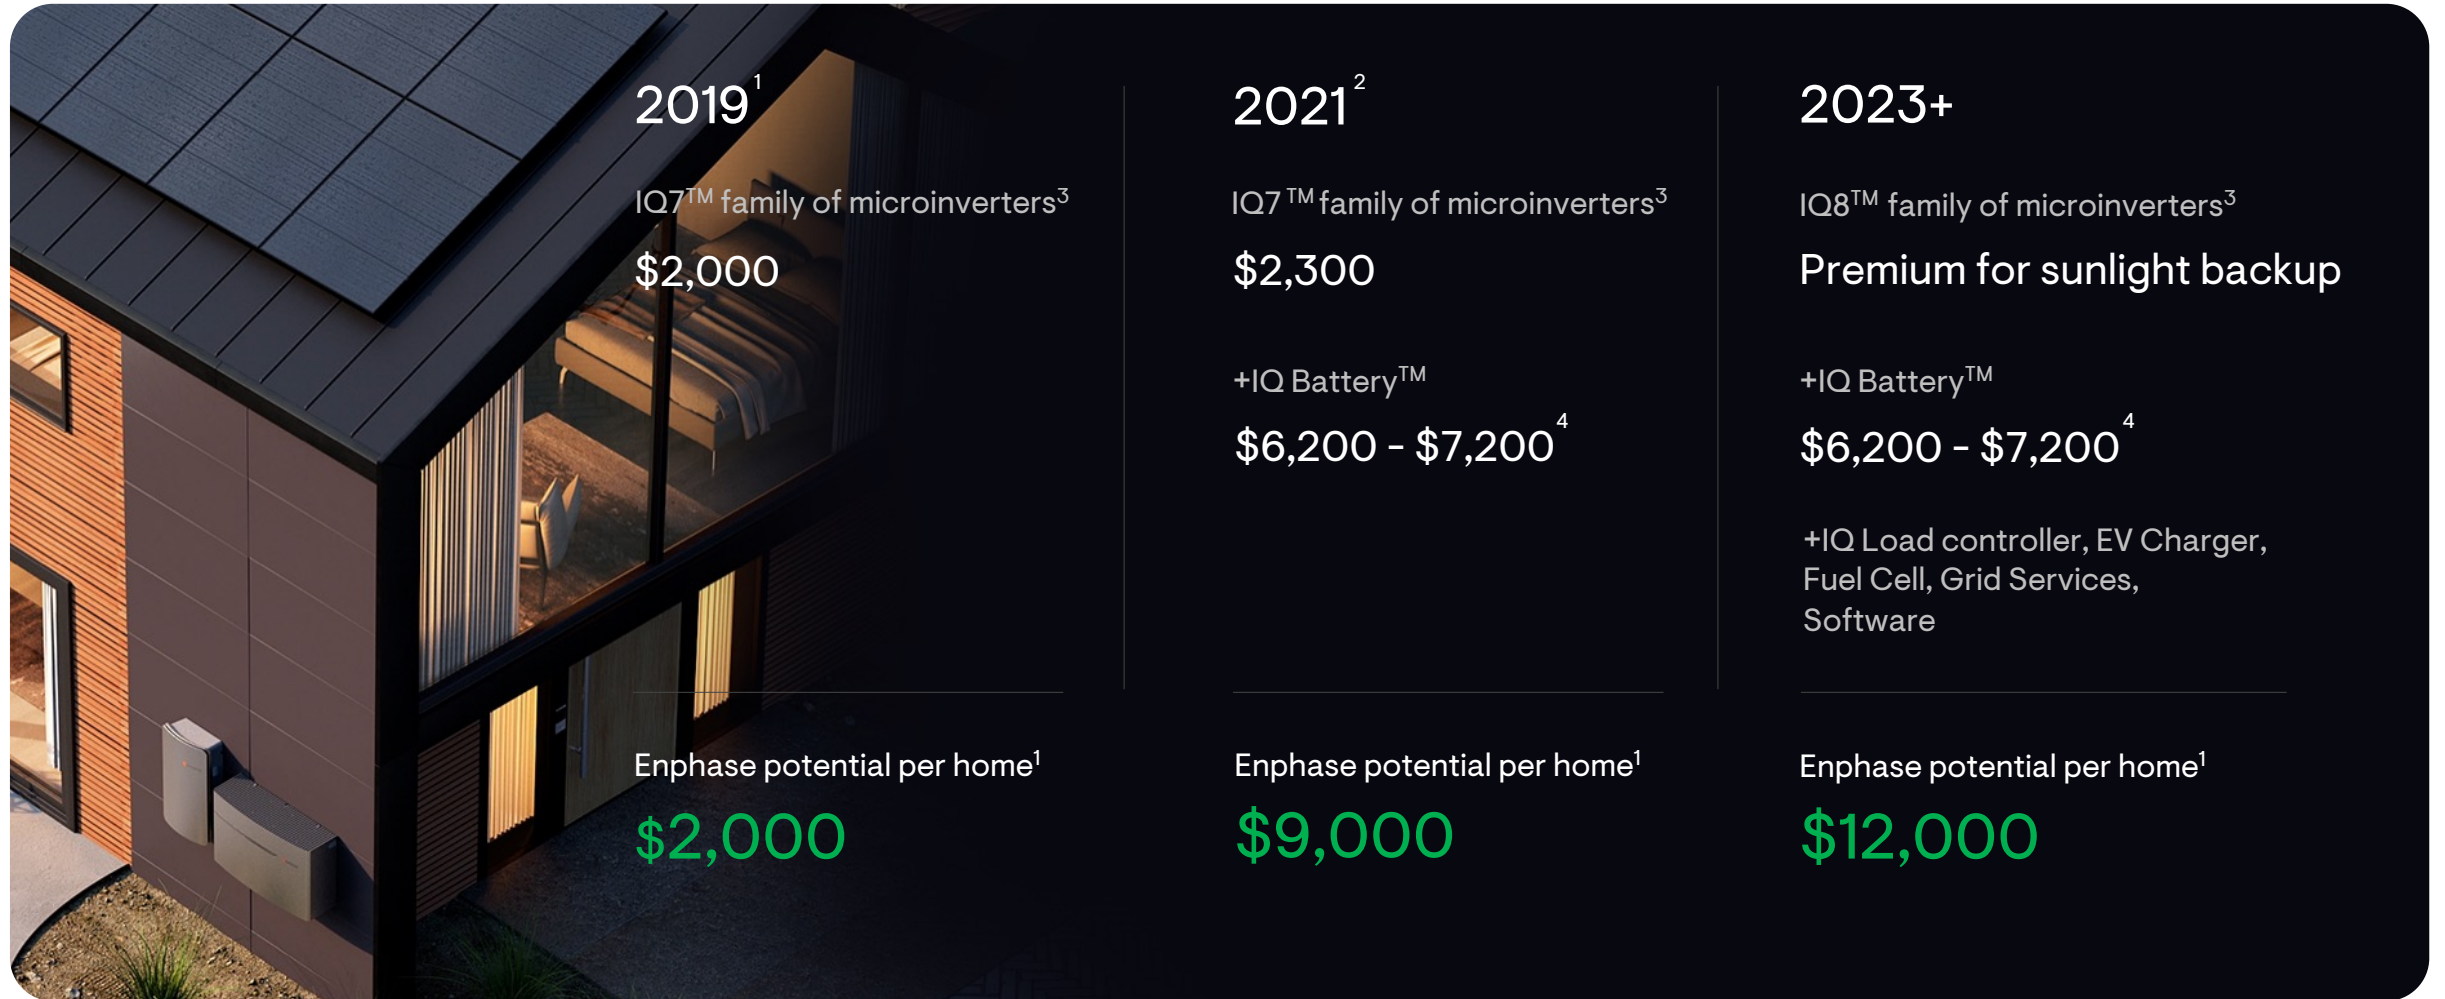 2019¹
IQ7™ family of microinverters³
$2,000
Enphase potential per home¹
$2,000
2021²
IQ7™ family of microinverters³
$2,300
+IQ Battery™
$6,200 - $7,200⁴
Enphase potential per home¹
$9,000
2023+
IQ8™ family of microinverters³
Premium for sunlight backup
+IQ Battery™
$6,200 - $7,200⁴
+IQ Load controller, EV Charger,
Fuel Cell, Grid Services,
Software
Enphase potential per home¹
$12,000